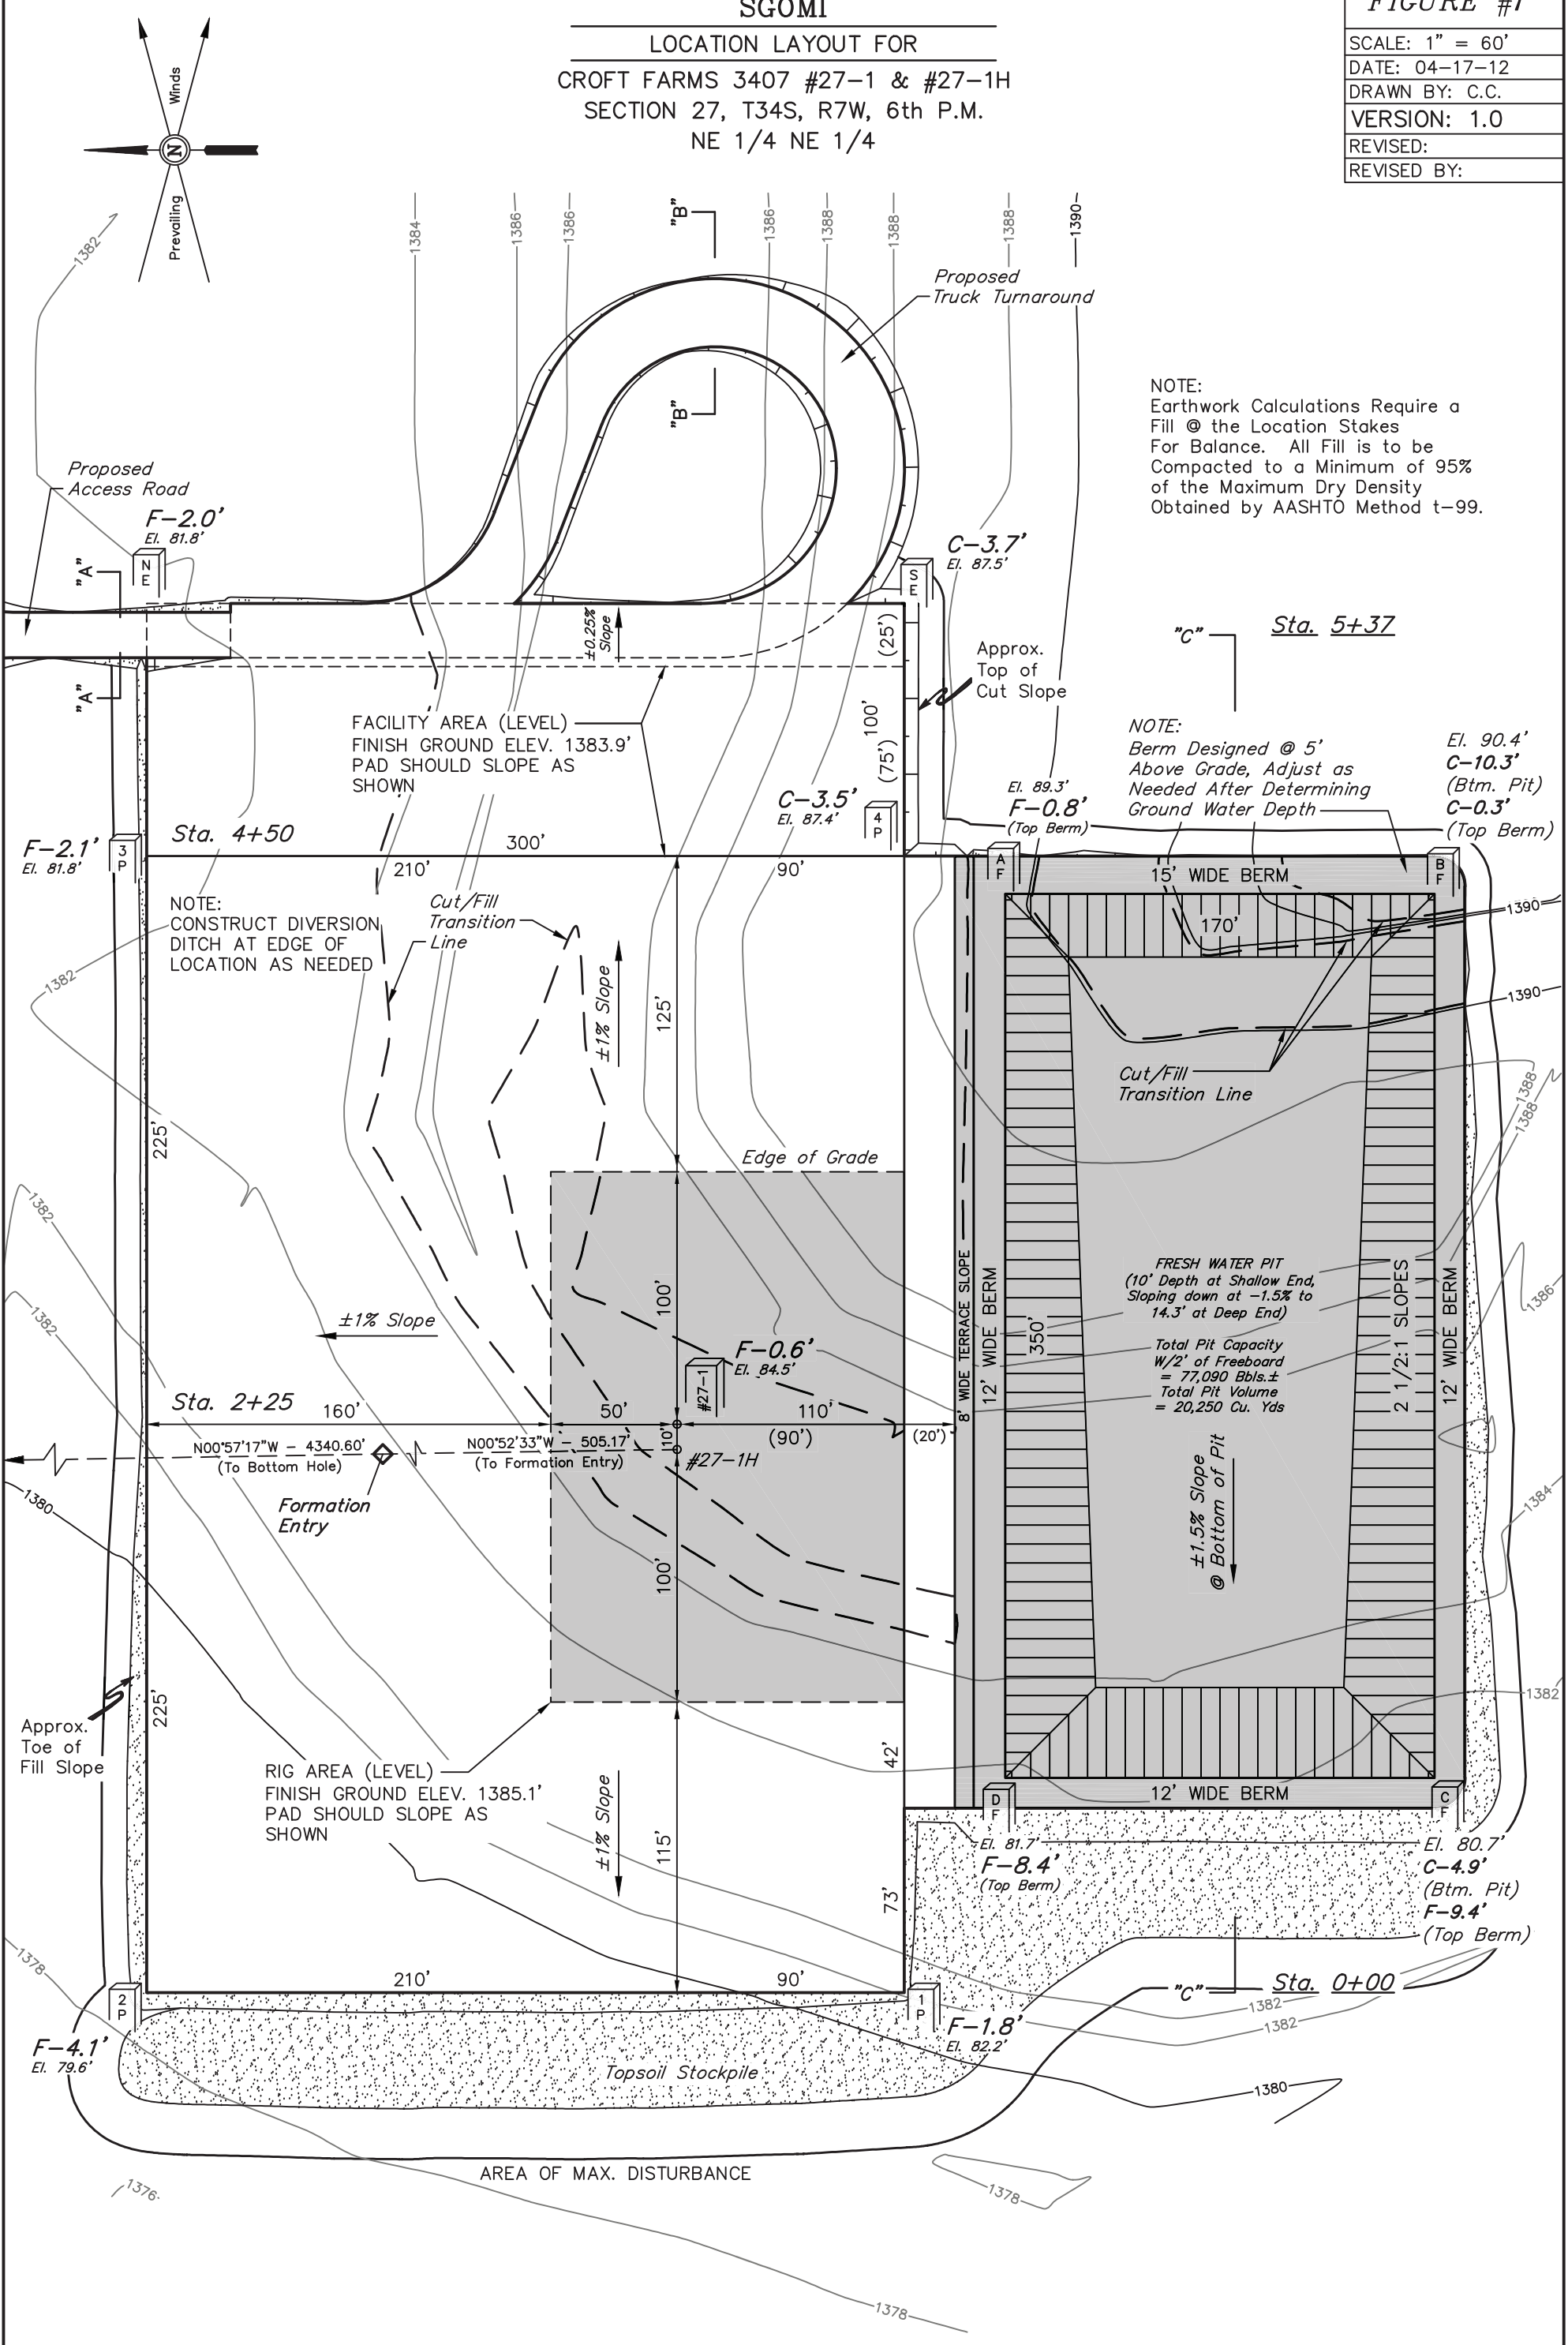 SGOMI
LOCATION LAYOUT FOR
CROFT FARMS 3407 #27-1 & #27-1H
SECTION 27, T34S, R7W, 6th P.M.
NE 1/4 NE 1/4
FIGURE #1
SCALE: 1" = 60'
DATE: 04-17-12
DRAWN BY: C.C.
VERSION: 1.0
REVISED:
REVISED BY:
Winds
N
Prevailing
1382
1384
1386
1386
"B"
1386
1388
1388
1388
1390
Proposed
Truck Turnaround
"B"
NOTE:
Earthwork Calculations Require a
Fill @ the Location Stakes
For Balance. All Fill is to be
Compacted to a Minimum of 95%
of the Maximum Dry Density
Obtained by AASHTO Method t-99.
Proposed
Access Road
F-2.0'
El. 81.8'
"A"
NE
"A"
C-3.7'
El. 87.5'
SE
±0.25%
Slope
(25')
100'
(75')
Approx.
Top of
Cut Slope
"C"
Sta. 5+37
FACILITY AREA (LEVEL)
FINISH GROUND ELEV. 1383.9'
PAD SHOULD SLOPE AS
SHOWN
NOTE:
Berm Designed @ 5'
Above Grade, Adjust as
Needed After Determining
Ground Water Depth
El. 90.4'
C-10.3'
(Btm. Pit)
C-0.3'
(Top Berm)
El. 89.3'
F-0.8'
(Top Berm)
C-3.5'
El. 87.4'
4
P
F-2.1'
El. 81.8'
3
P
Sta. 4+50
300'
210'
90'
A
F
15' WIDE BERM
B
F
170'
1390
1390
NOTE:
CONSTRUCT DIVERSION
DITCH AT EDGE OF
LOCATION AS NEEDED
Cut/Fill
Transition
Line
1382
±1% Slope
125'
Cut/Fill
Transition Line
1388
1388
225'
Edge of Grade
1382
1382
±1% Slope
100'
F-0.6'
El. 84.5'
#27-1
8' WIDE TERRACE SLOPE
12' WIDE BERM
350'
FRESH WATER PIT
(10' Depth at Shallow End,
Sloping down at -1.5% to
14.3' at Deep End)
Total Pit Capacity
W/2' of Freeboard
= 77,090 Bbls.±
Total Pit Volume
= 20,250 Cu. Yds
2 1/2:1 SLOPES
12' WIDE BERM
1386
Sta. 2+25
160'
50'
110'
(90')
(20')
10'
N00°57'17"W - 4340.60'
(To Bottom Hole)
N00°52'33"W - 505.17'
(To Formation Entry)
#27-1H
Formation
Entry
1380
±1.5% Slope
@ Bottom of Pit
1384
100'
1382
225'
Approx.
Toe of
Fill Slope
RIG AREA (LEVEL)
FINISH GROUND ELEV. 1385.1'
PAD SHOULD SLOPE AS
SHOWN
±1% Slope
115'
42'
D
F
12' WIDE BERM
C
F
El. 81.7'
F-8.4'
(Top Berm)
El. 80.7'
C-4.9'
(Btm. Pit)
F-9.4'
(Top Berm)
73'
1378
210'
90'
2
P
1
P
"C"
Sta. 0+00
1382
1382
F-4.1'
El. 79.6'
F-1.8'
El. 82.2'
Topsoil Stockpile
1380
AREA OF MAX. DISTURBANCE
1376
1378
1378